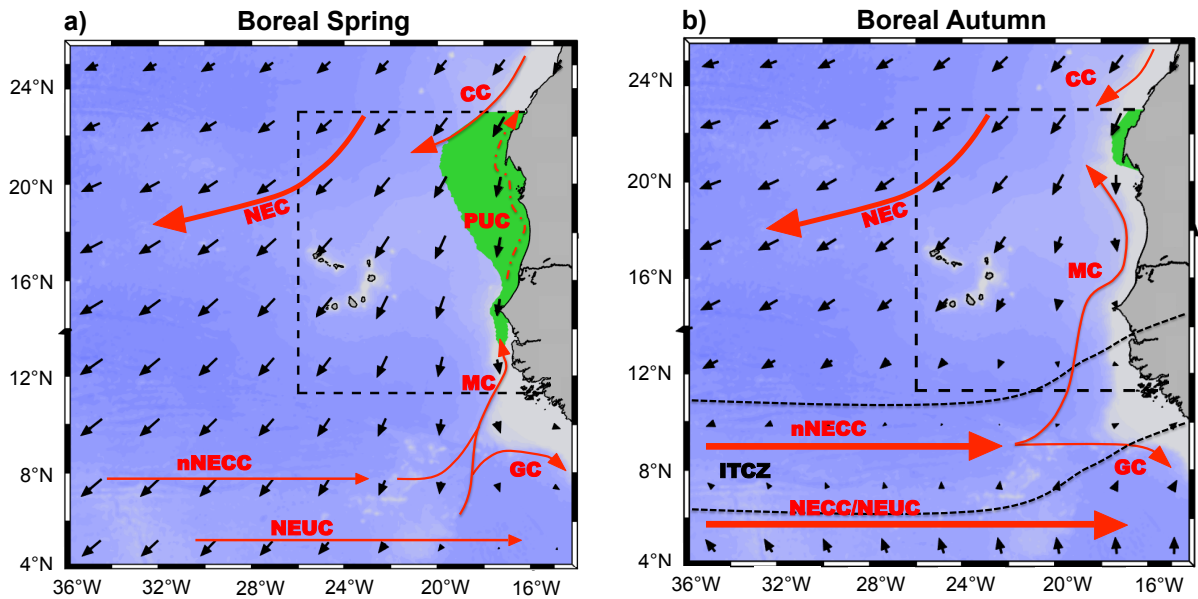 a) Boreal Spring
24°N
20°N
16°N
12°N
8°N
4°N
36°W 32°W 28°W 24°W 20°W 16°W
CC
NEC
PUC
MC
nNECC
GC
NEUC
b) Boreal Autumn
24°N
20°N
16°N
12°N
8°N
4°N
36°W 32°W 28°W 24°W 20°W 16°W
CC
NEC
MC
nNECC
GC
ITCZ
NECC/NEUC